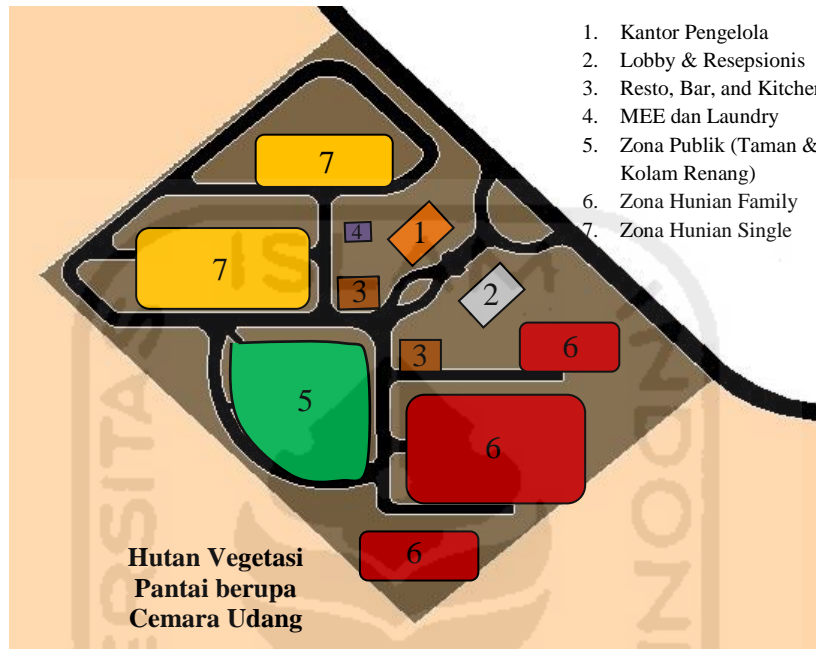 1. Kantor Pengelola
2. Lobby & Resepsionis
3. Resto, Bar, and Kitchen
4. MEE dan Laundry
5. Zona Publik (Taman &
Kolam Renang)
6. Zona Hunian Family
7. Zona Hunian Single
7
4
1
7
3
2
3
6
5
6
6
Hutan Vegetasi
Pantai berupa
Cemara Udang
ISLAM